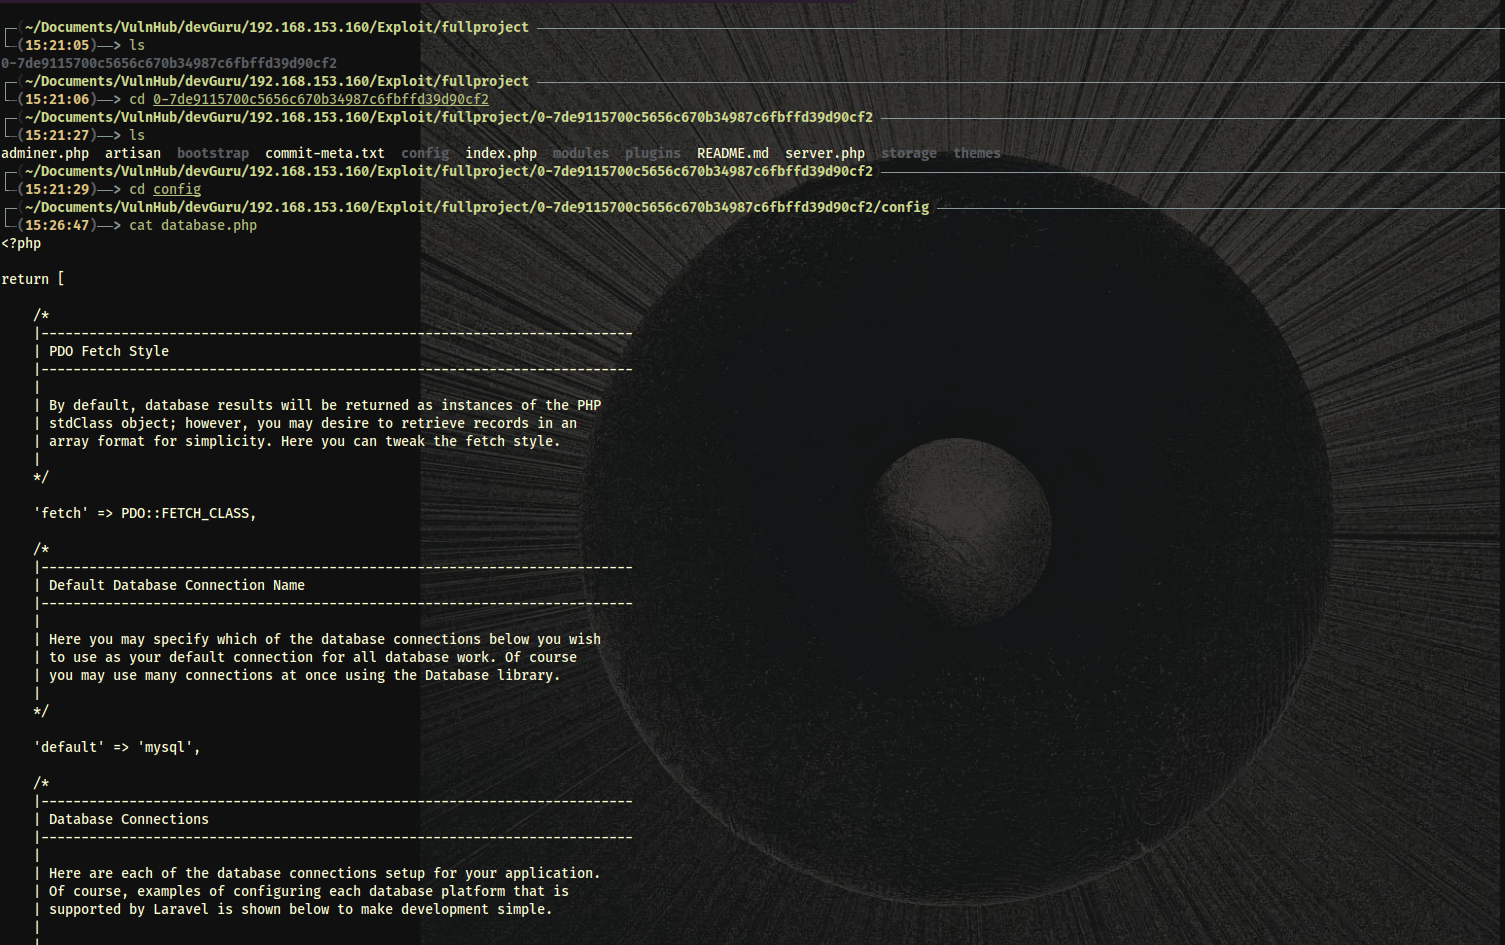 ~/Documents/VulnHub/devGuru/192.168.153.160/Exploit/fullproject
(15:21:05)—> ls
0-7de9115700c5656c670b34987c6fbffd39d90cf2
~/Documents/VulnHub/devGuru/192.168.153.160/Exploit/fullproject
(15:21:06)—> cd 0-7de9115700c5656c670b34987c6fbffd39d90cf2
~/Documents/VulnHub/devGuru/192.168.153.160/Exploit/fullproject/0-7de9115700c5656c670b34987c6fbffd39d90cf2
(15:21:27)—> ls
adminer.php  artisan  bootstrap  commit-meta.txt  config  index.php  modules  plugins  README.md  server.php  storage  themes
~/Documents/VulnHub/devGuru/192.168.153.160/Exploit/fullproject/0-7de9115700c5656c670b34987c6fbffd39d90cf2
(15:21:29)—> cd config
~/Documents/VulnHub/devGuru/192.168.153.160/Exploit/fullproject/0-7de9115700c5656c670b34987c6fbffd39d90cf2/config
(15:26:47)—> cat database.php
<?php
return [
    /*
    |--------------------------------------------------------------------------
    | PDO Fetch Style
    |--------------------------------------------------------------------------
    |
    | By default, database results will be returned as instances of the PHP
    | stdClass object; however, you may desire to retrieve records in an
    | array format for simplicity. Here you can tweak the fetch style.
    |
    */
    'fetch' => PDO::FETCH_CLASS,
    /*
    |--------------------------------------------------------------------------
    | Default Database Connection Name
    |--------------------------------------------------------------------------
    |
    | Here you may specify which of the database connections below you wish
    | to use as your default connection for all database work. Of course
    | you may use many connections at once using the Database library.
    |
    */
    'default' => 'mysql',
    /*
    |--------------------------------------------------------------------------
    | Database Connections
    |--------------------------------------------------------------------------
    |
    | Here are each of the database connections setup for your application.
    | Of course, examples of configuring each database platform that is
    | supported by Laravel is shown below to make development simple.
    |
    |